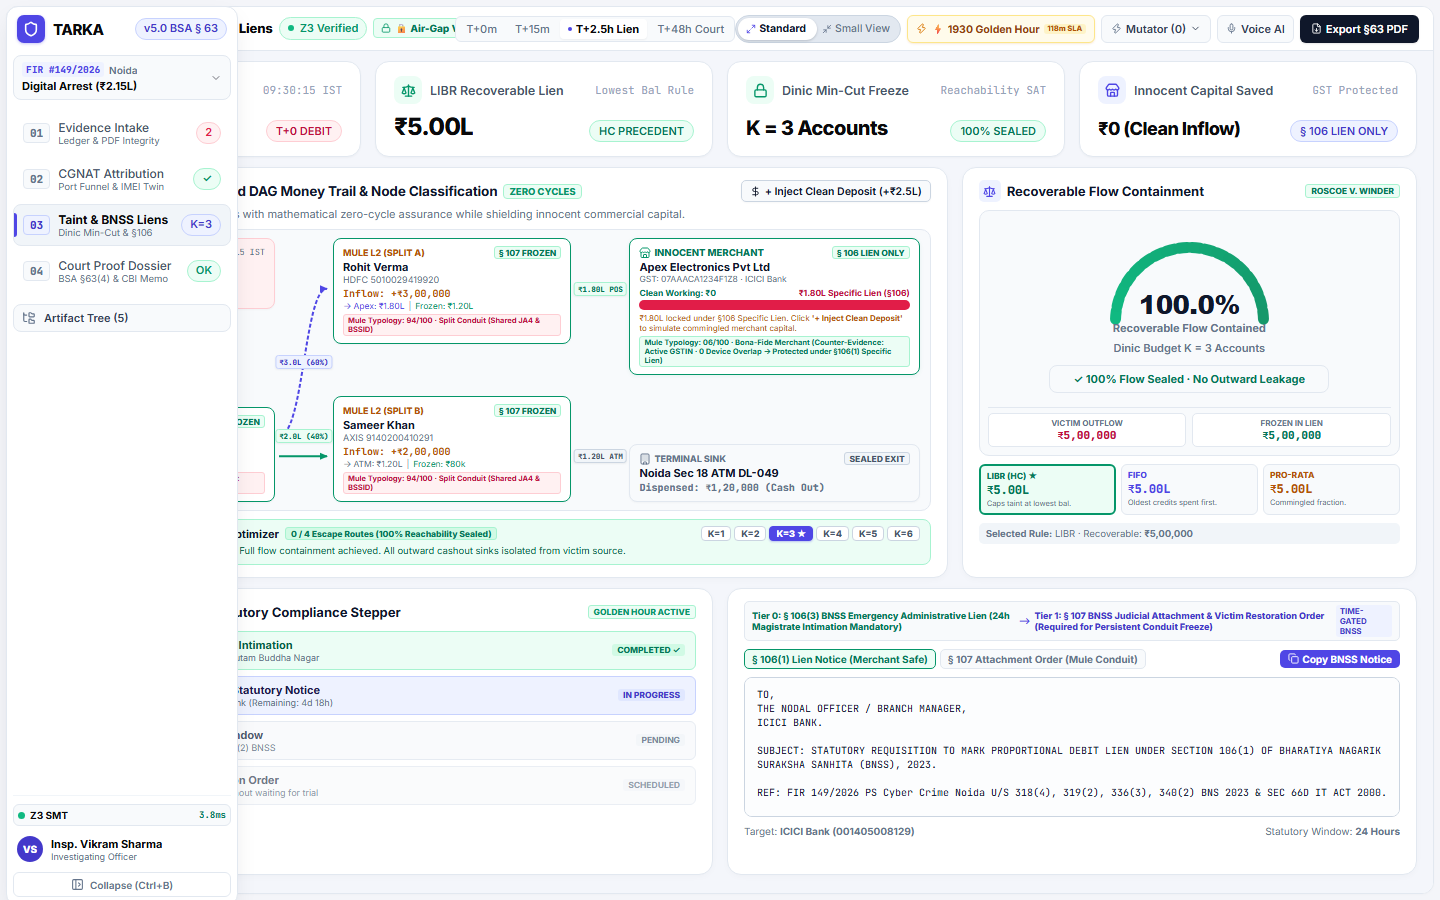 TARKA
v5.0 BSA § 63
FIR #149/2026 Noida
Digital Arrest (₹2.15L)
01
Evidence Intake
Ledger & PDF Integrity
2
02
CGNAT Attribution
Port Funnel & IMEI Twin
✓
03
Taint & BNSS Liens
Dinic Min-Cut & §106
K=3
04
Court Proof Dossier
BSA §63(4) & CBI Memo
OK
Artifact Tree (5)
Z3 SMT
3.8ms
VS
Insp. Vikram Sharma
Investigating Officer
Collapse (Ctrl+B)
Liens
Z3 Verified
Air-Gap
T+0m
T+15m
• T+2.5h Lien
T+48h Court
Standard
Small View
1930 Golden Hour 118m SLA
Mutator (0)
Voice AI
Export §63 PDF
09:30:15 IST
T+0 DEBIT
LIBR Recoverable Lien
Lowest Bal Rule
₹5.00L
HC PRECEDENT
Dinic Min-Cut Freeze
Reachability SAT
K = 3 Accounts
100% SEALED
Innocent Capital Saved
GST Protected
₹0 (Clean Inflow)
§ 106 LIEN ONLY
d DAG Money Trail & Node Classification
ZERO CYCLES
+ Inject Clean Deposit (+₹2.5L)
s with mathematical zero-cycle assurance while shielding innocent commercial capital.
5 IST
MULE L2 (SPLIT A)
§ 107 FROZEN
Rohit Verma
HDFC 5010029419920
Inflow: +₹3,00,000
→ Apex: ₹1.80L | Frozen: ₹1.20L
Mule Typology: 94/100 · Split Conduit (Shared JA4 &
BSSID)
₹1.80L POS
INNOCENT MERCHANT
§ 106 LIEN ONLY
Apex Electronics Pvt Ltd
GST: 07AAACA1234F1Z8 · ICICI Bank
Clean Working: ₹0
₹1.80L Specific Lien (§106)
₹1.80L locked under §106 Specific Lien. Click '+ Inject Clean Deposit'
to simulate commingled merchant capital.
Mule Typology: 06/100 · Bona-Fide Merchant (Counter-Evidence:
Active GSTIN · 0 Device Overlap → Protected under §106(1) Specific
Lien)
₹3.0L (60%)
OZEN
₹2.0L (40%)
MULE L2 (SPLIT B)
§ 107 FROZEN
Sameer Khan
AXIS 9140200410291
Inflow: +₹2,00,000
→ ATM: ₹1.20L | Frozen: ₹80k
Mule Typology: 94/100 · Split Conduit (Shared JA4 &
BSSID)
₹1.20L ATM
TERMINAL SINK
SEALED EXIT
Noida Sec 18 ATM DL-049
Dispensed: ₹1,20,000 (Cash Out)
ptimizer
0 / 4 Escape Routes (100% Reachability Sealed)
K=1
K=2
K=3 ★
K=4
K=5
K=6
Full flow containment achieved. All outward cashout sinks isolated from victim source.
Recoverable Flow Containment
ROSCOE V. WINDER
100.0%
Recoverable Flow Contained
Dinic Budget K = 3 Accounts
✓ 100% Flow Sealed · No Outward Leakage
VICTIM OUTFLOW
₹5,00,000
FROZEN IN LIEN
₹5,00,000
LIBR (HC) ★
₹5.00L
Caps taint at lowest bal.
FIFO
₹5.00L
Oldest credits spent first.
PRO-RATA
₹5.00L
Commingled fraction.
Selected Rule: LIBR · Recoverable: ₹5,00,000
utory Compliance Stepper
GOLDEN HOUR ACTIVE
Intimation
utam Buddha Nagar
COMPLETED ✓
Statutory Notice
nk (Remaining: 4d 18h)
IN PROGRESS
ndow
(2) BNSS
PENDING
on Order
out waiting for trial
SCHEDULED
Tier 0: § 106(3) BNSS Emergency Administrative Lien (24h
Magistrate Intimation Mandatory)
→
Tier 1: § 107 BNSS Judicial Attachment & Victim Restoration Order
(Required for Persistent Conduit Freeze)
TIME-
GATED
BNSS
§ 106(1) Lien Notice (Merchant Safe)
§ 107 Attachment Order (Mule Conduit)
Copy BNSS Notice
TO,
THE NODAL OFFICER / BRANCH MANAGER,
ICICI BANK.
SUBJECT: STATUTORY REQUISITION TO MARK PROPORTIONAL DEBIT LIEN UNDER SECTION 106(1) OF BHARATIYA NAGARIK
SURAKSHA SANHITA (BNSS), 2023.
REF: FIR 149/2026 PS Cyber Crime Noida U/S 318(4), 319(2), 336(3), 340(2) BNS 2023 & SEC 66D IT ACT 2000.
Target: ICICI Bank (001405008129)
Statutory Window: 24 Hours